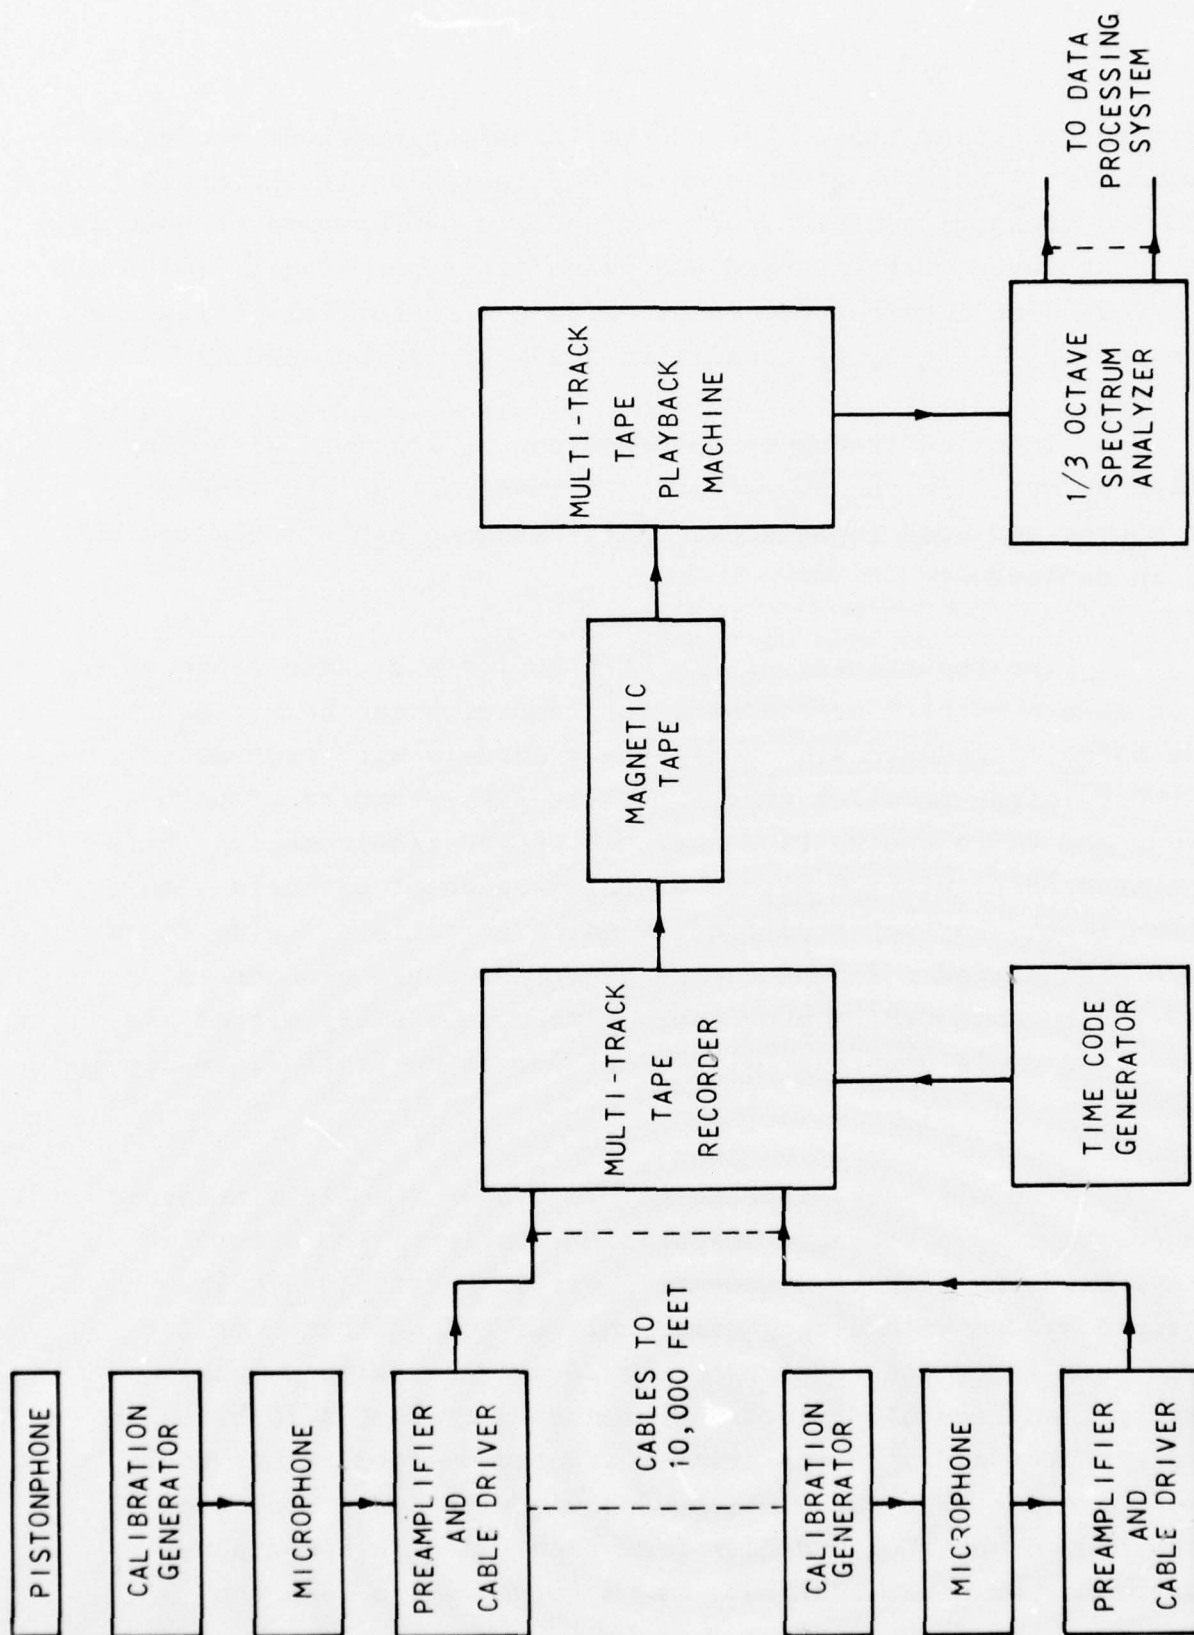 PISTONPHONE
CALIBRATION
GENERATOR
MICROPHONE
PREAMPLIFIER
AND
CABLE DRIVER
CABLES TO
10,000 FEET
CALIBRATION
GENERATOR
MICROPHONE
PREAMPLIFIER
AND
CABLE DRIVER
MULTI-TRACK
TAPE
RECORDER
TIME CODE
GENERATOR
MAGNETIC
TAPE
MULTI-TRACK
TAPE
PLAYBACK
MACHINE
1/3 OCTAVE
SPECTRUM
ANALYZER
TO DATA
PROCESSING
SYSTEM